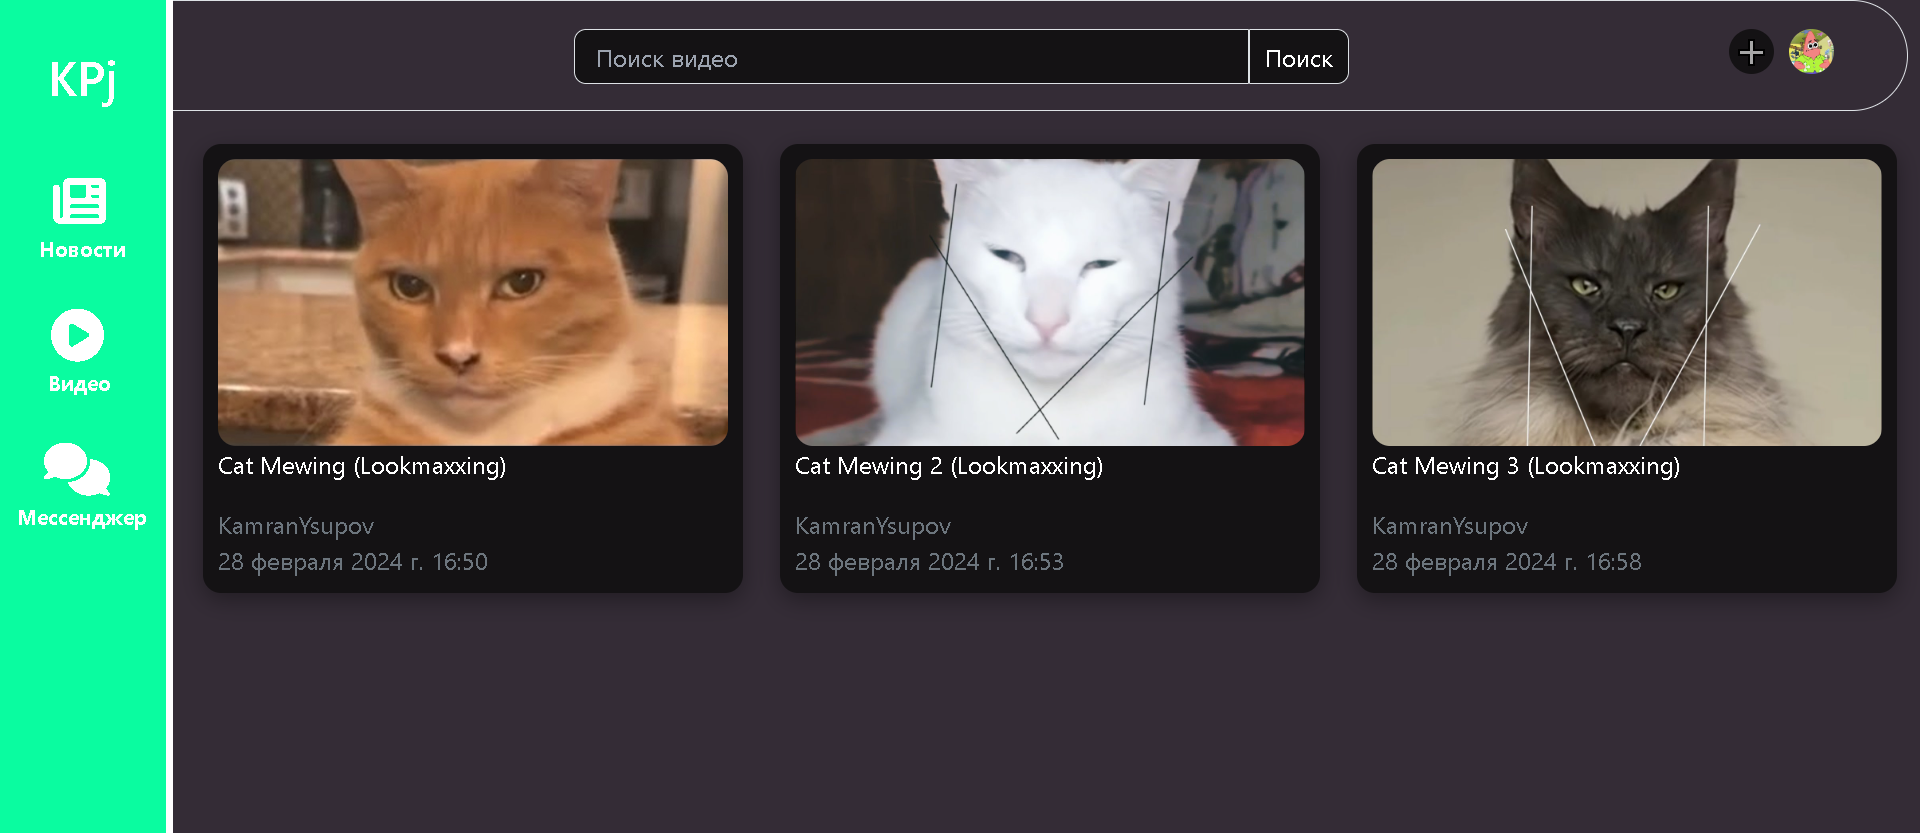 KPj
Новости
Видео
Мессенджер
Поиск видео
Поиск
Cat Mewing (Lookmaxxing)
KamranYsupov
28 февраля 2024 г. 16:50
Cat Mewing 2 (Lookmaxxing)
KamranYsupov
28 февраля 2024 г. 16:53
Cat Mewing 3 (Lookmaxxing)
KamranYsupov
28 февраля 2024 г. 16:58